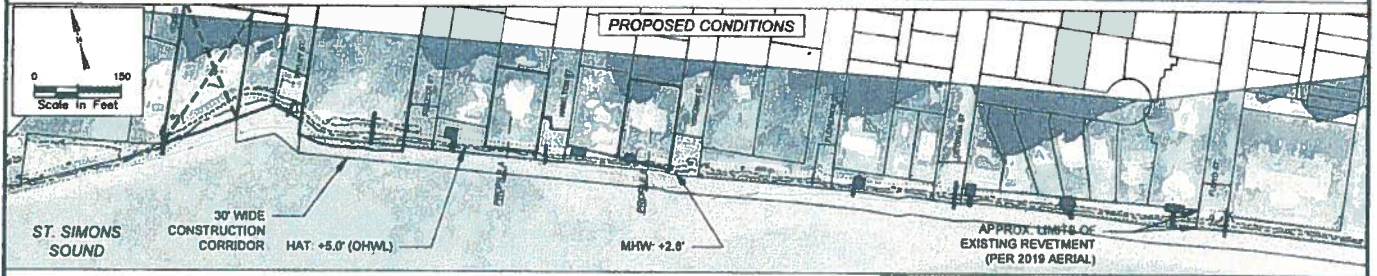 PROPOSED CONDITIONS
0 150
Scale In Feet
30' WIDE
CONSTRUCTION
CORRIDOR
HAT: +5.0' (OHWL)
MHW: +2.8'
APPROX. LIMITS OF
EXISTING REVETMENT
(PER 2019 AERIAL)
ST. SIMONS
SOUND